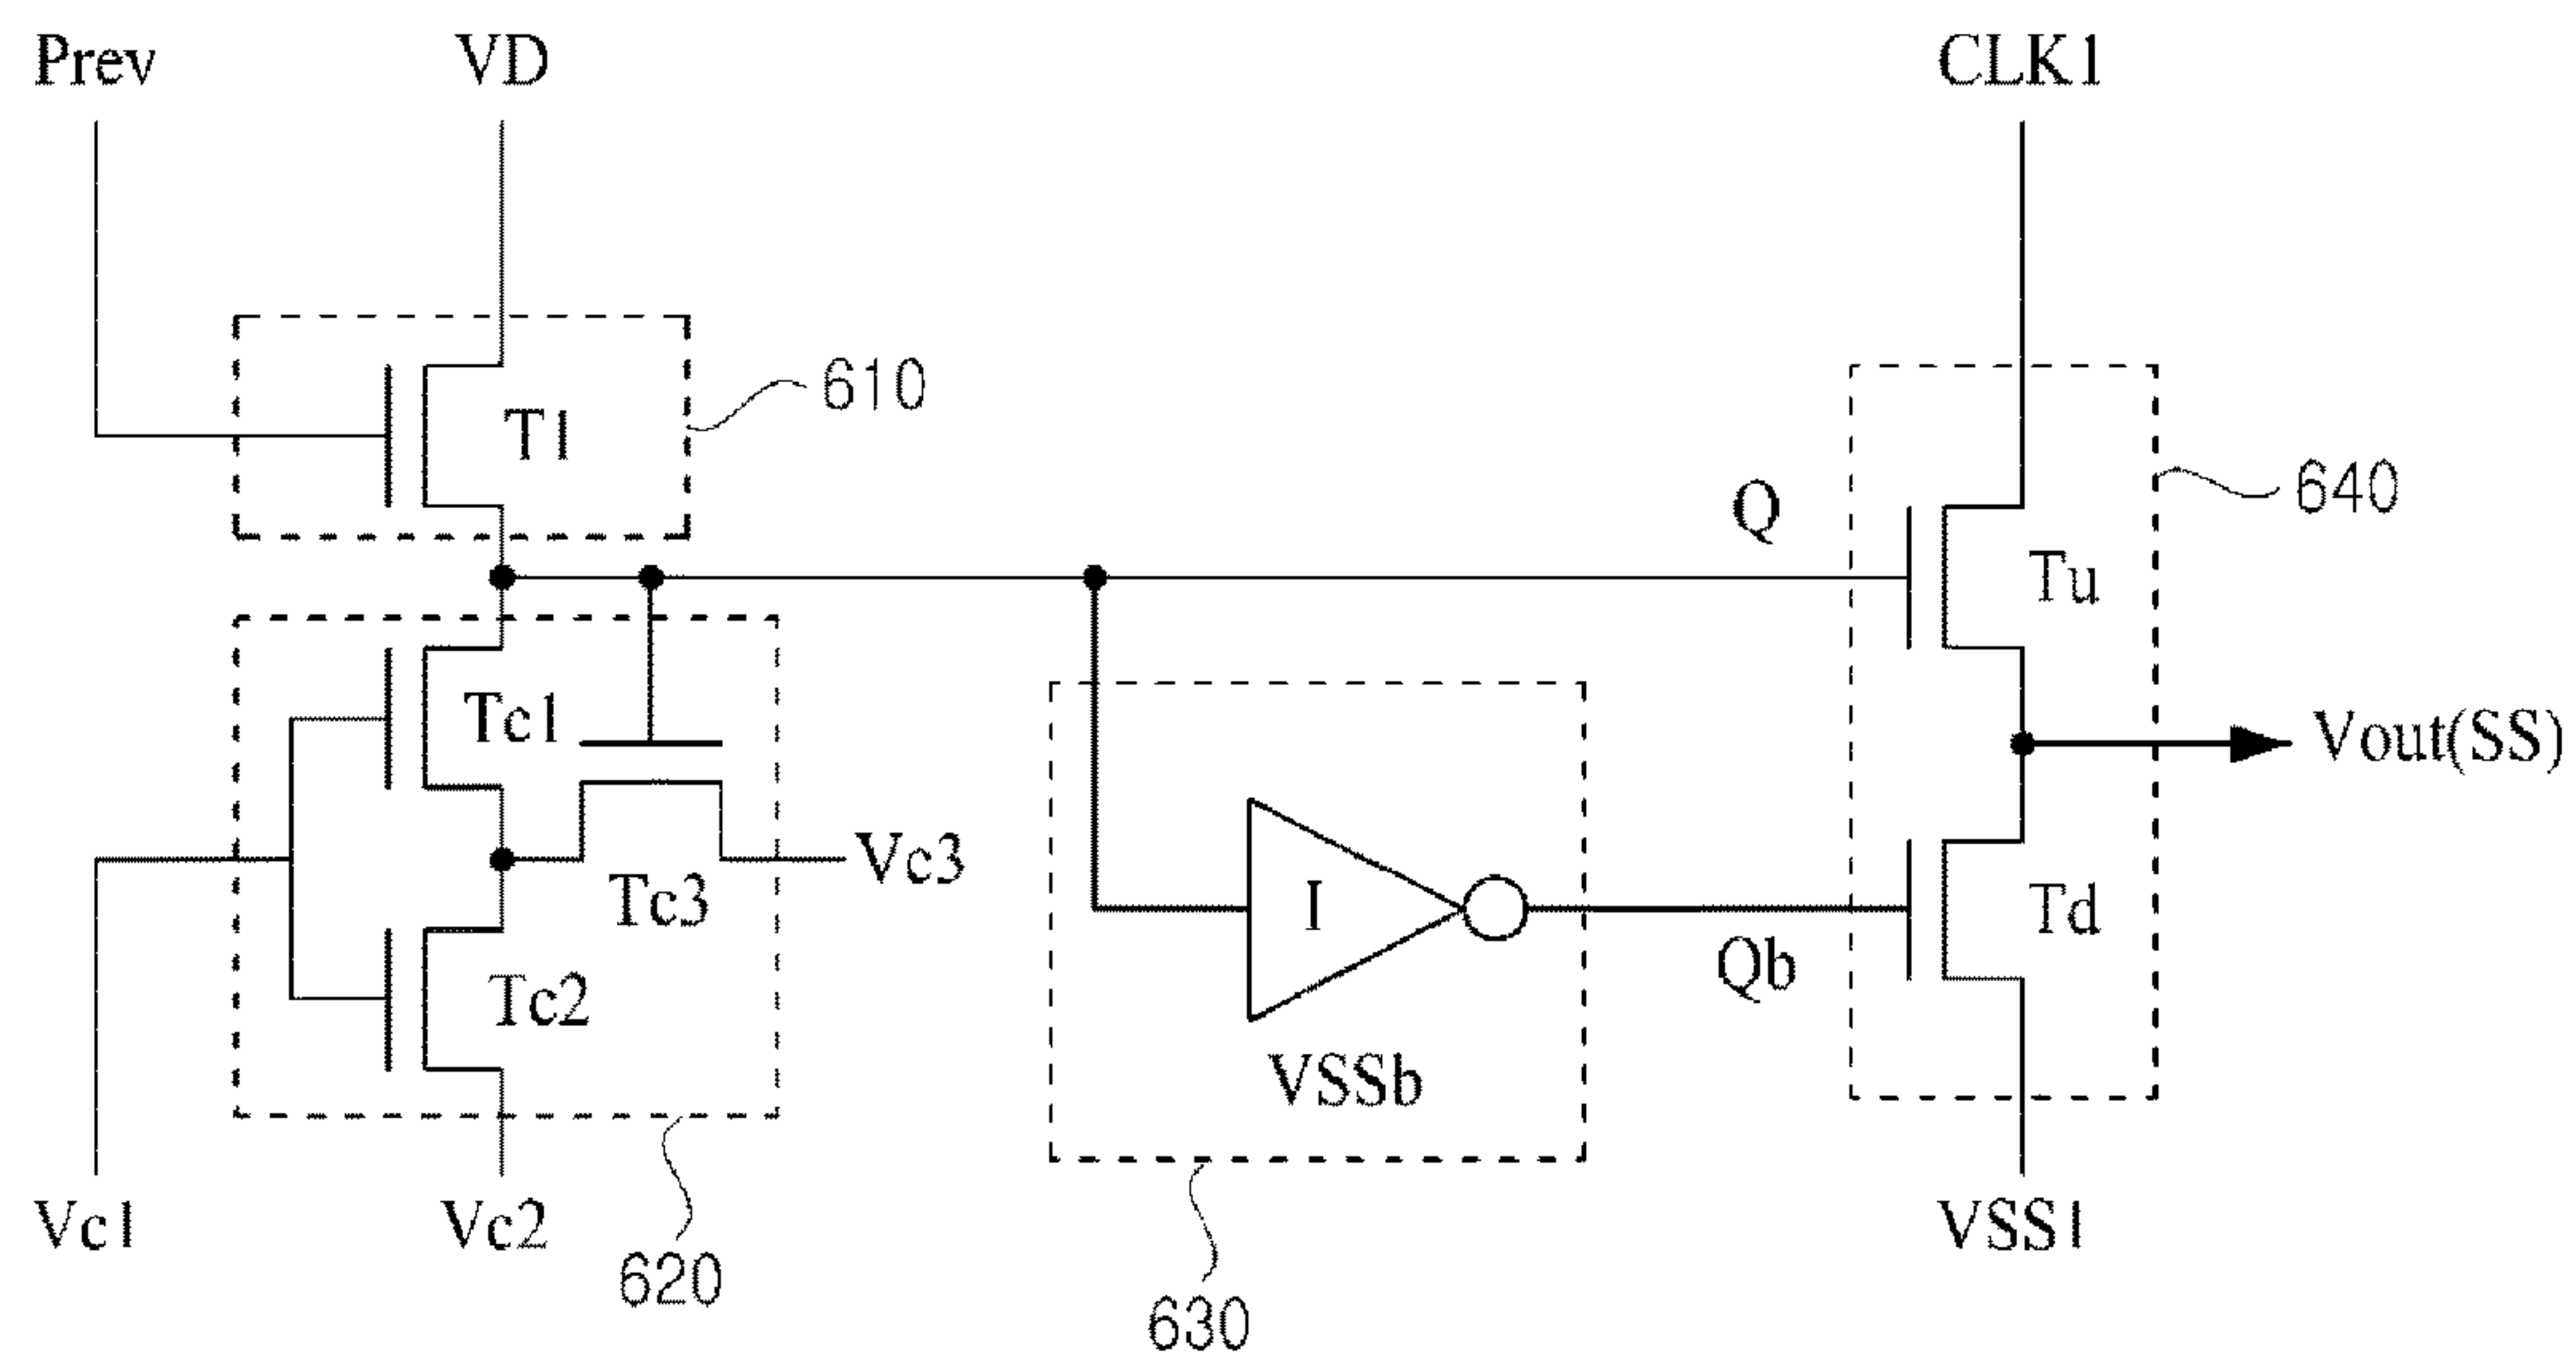 Prev
VD
CLK1
610
T1
Q
640
Tu
Tc1
Vout(SS)
Vc3
Tc3
I
Td
Qb
Tc2
VSSb
Vc1
Vc2
VSS1
620
630